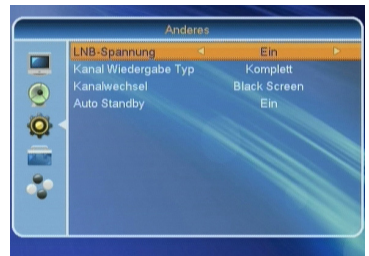 Anderes
LNB-Spannung Ein
Kanal Wiedergabe Typ Komplett
Kanalwechsel Black Screen
Auto Standby Ein